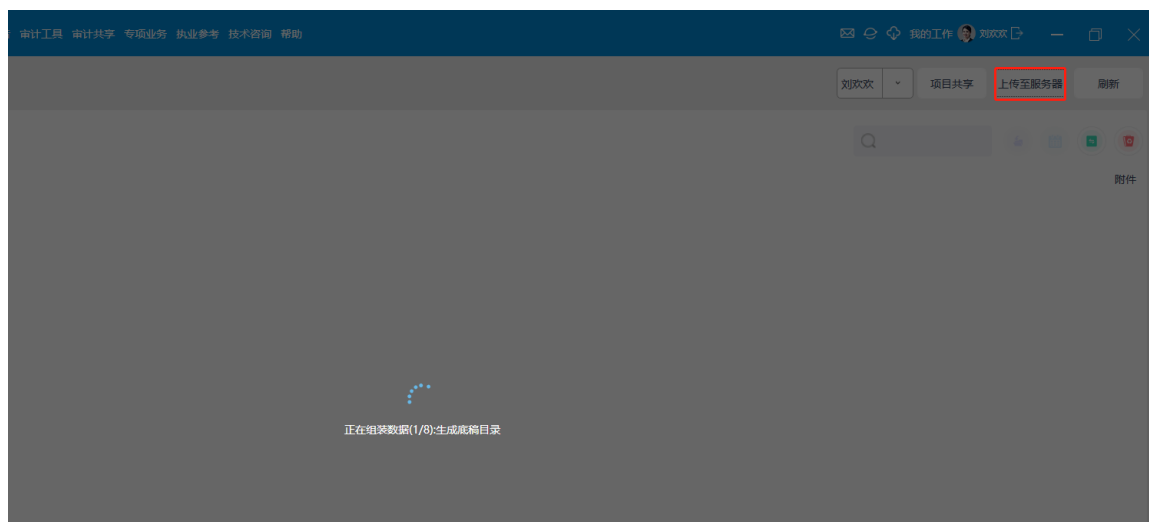 审计工具 审计共享 专项业务 执业参考 技术咨询 帮助 我的工作 刘欢欢
刘欢欢 项目共享 上传至服务器 刷新
附件
正在组装数据(1/8):生成底稿目录